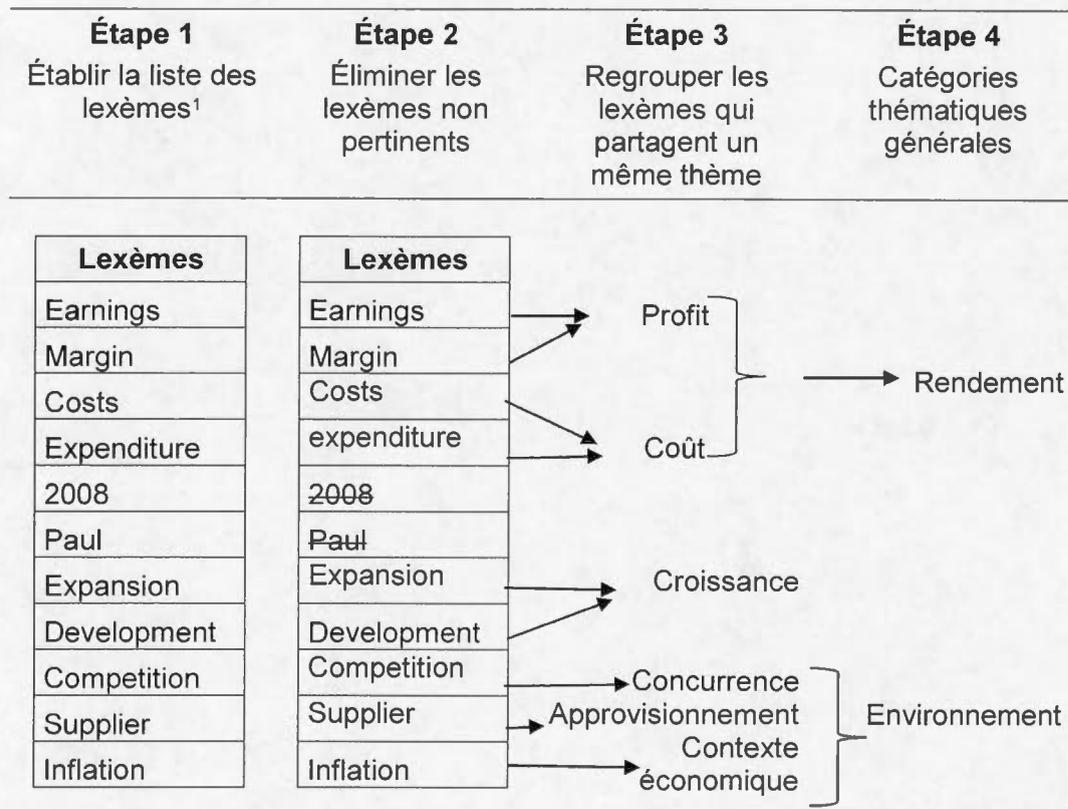 Étape 1
Établir la liste des
lexèmes¹
Étape 2
Éliminer les
lexèmes non
pertinents
Étape 3
Regrouper les
lexèmes qui
partagent un
même thème
Étape 4
Catégories
thématiques
générales
Lexèmes
Earnings
Margin
Costs
Expenditure
2008
Paul
Expansion
Development
Competition
Supplier
Inflation
Lexèmes
Earnings
Margin
Costs
expenditure
2008
Paul
Expansion
Development
Competition
Supplier
Inflation
Profit
Coût
Croissance
Concurrence
Approvisionnement
Contexte
économique
Rendement
Environnement